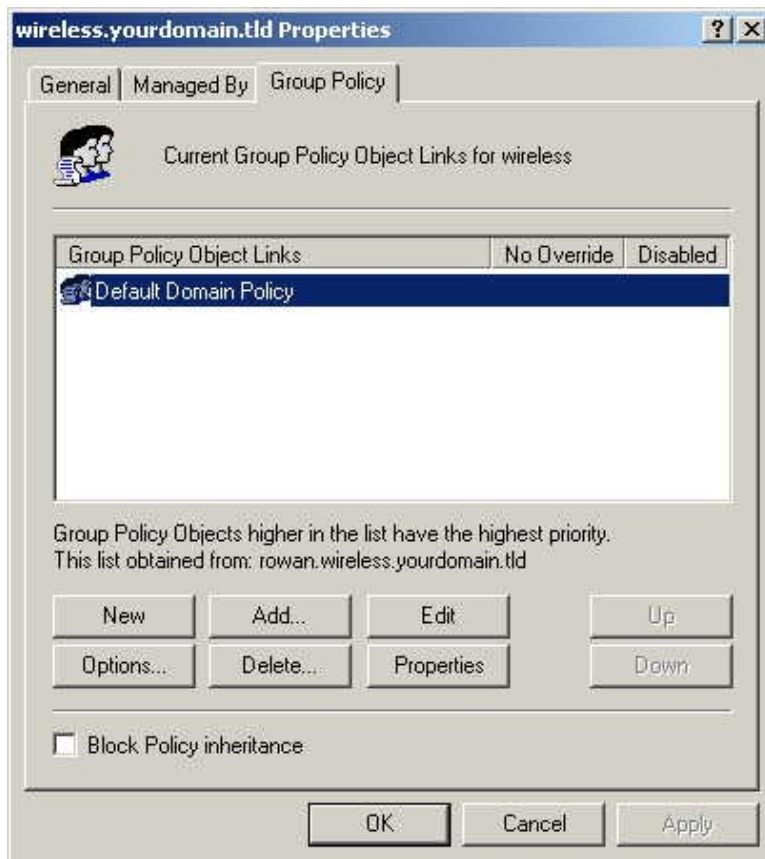 wireless.yourdomain.tld Properties
General Managed By Group Policy
Current Group Policy Object Links for wireless
Group Policy Object Links No Override Disabled
Default Domain Policy
Group Policy Objects higher in the list have the highest priority.
This list obtained from: rowan.wireless.yourdomain.tld
New Add... Edit Up
Options... Delete... Properties Down
Block Policy inheritance
OK Cancel Apply